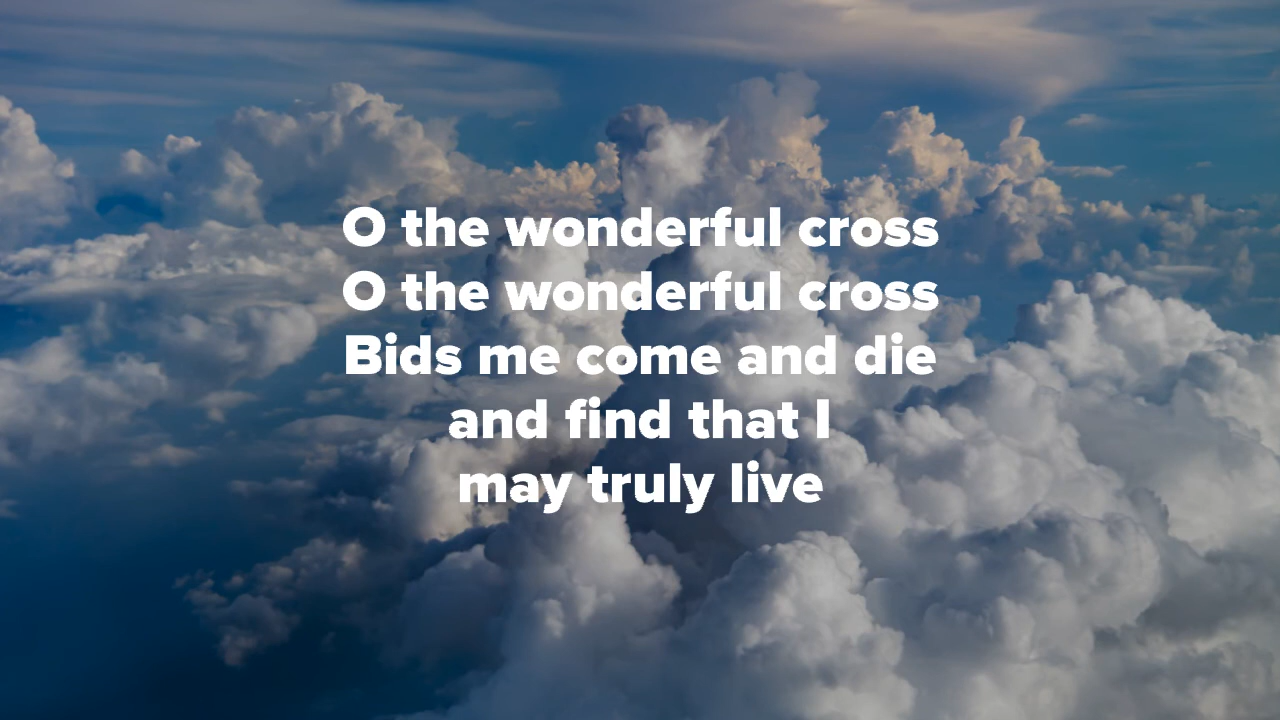 O the wonderful cross
O the wonderful cross
Bids me come and die
and find that I
may truly live